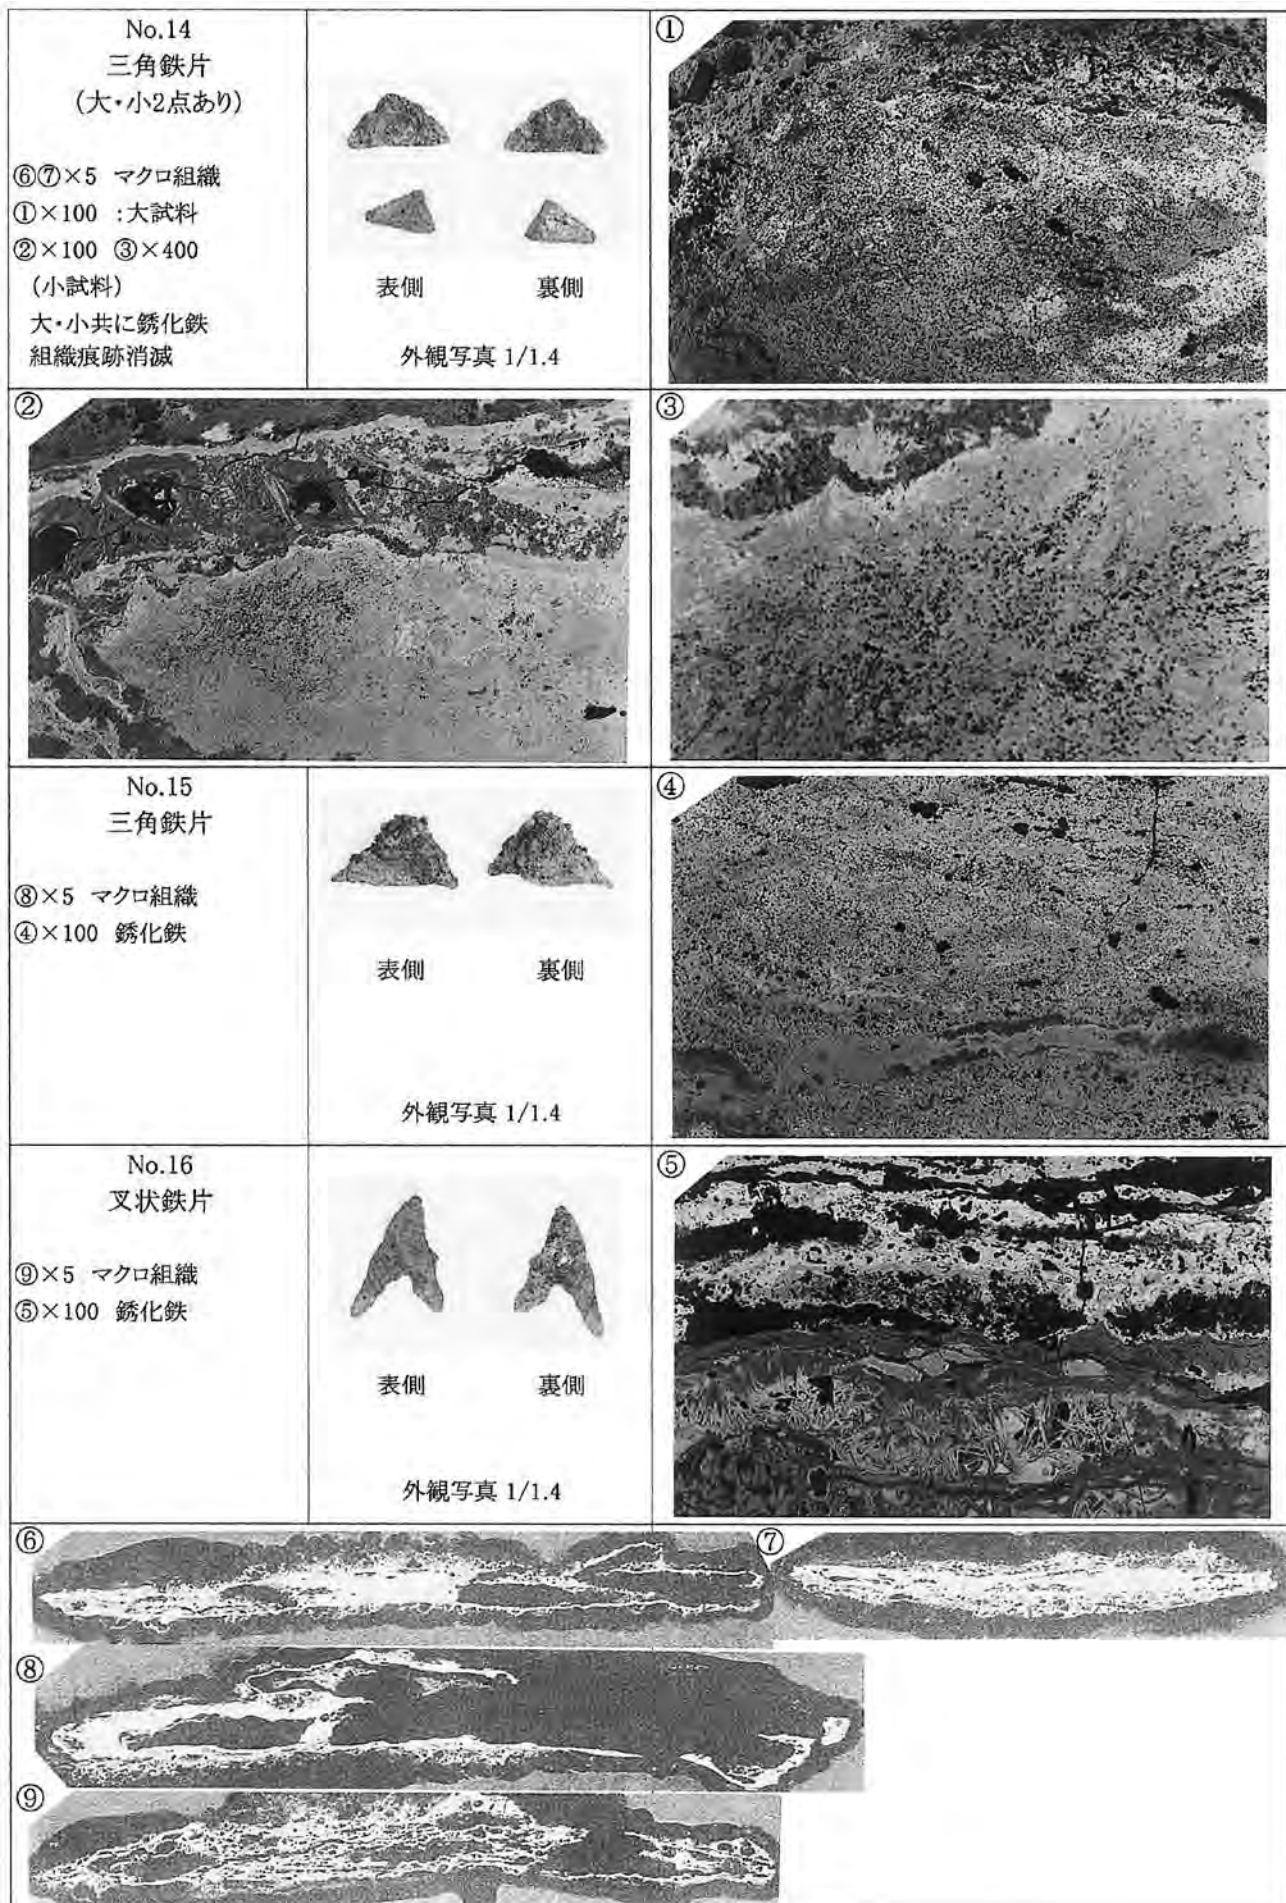 No.14
三角鉄片
(大・小2点あり)
⑥⑦×5 マクロ組織
①×100 :大試料
②×100 ③×400
(小試料)
大・小共に銹化鉄
組織痕跡消滅
表側 裏側
外観写真 1/1.4
①
②
③
No.15
三角鉄片
⑧×5 マクロ組織
④×100 銹化鉄
表側 裏側
外観写真 1/1.4
④
No.16
叉状鉄片
⑨×5 マクロ組織
⑤×100 銹化鉄
表側 裏側
外観写真 1/1.4
⑤
⑥
⑦
⑧
⑨